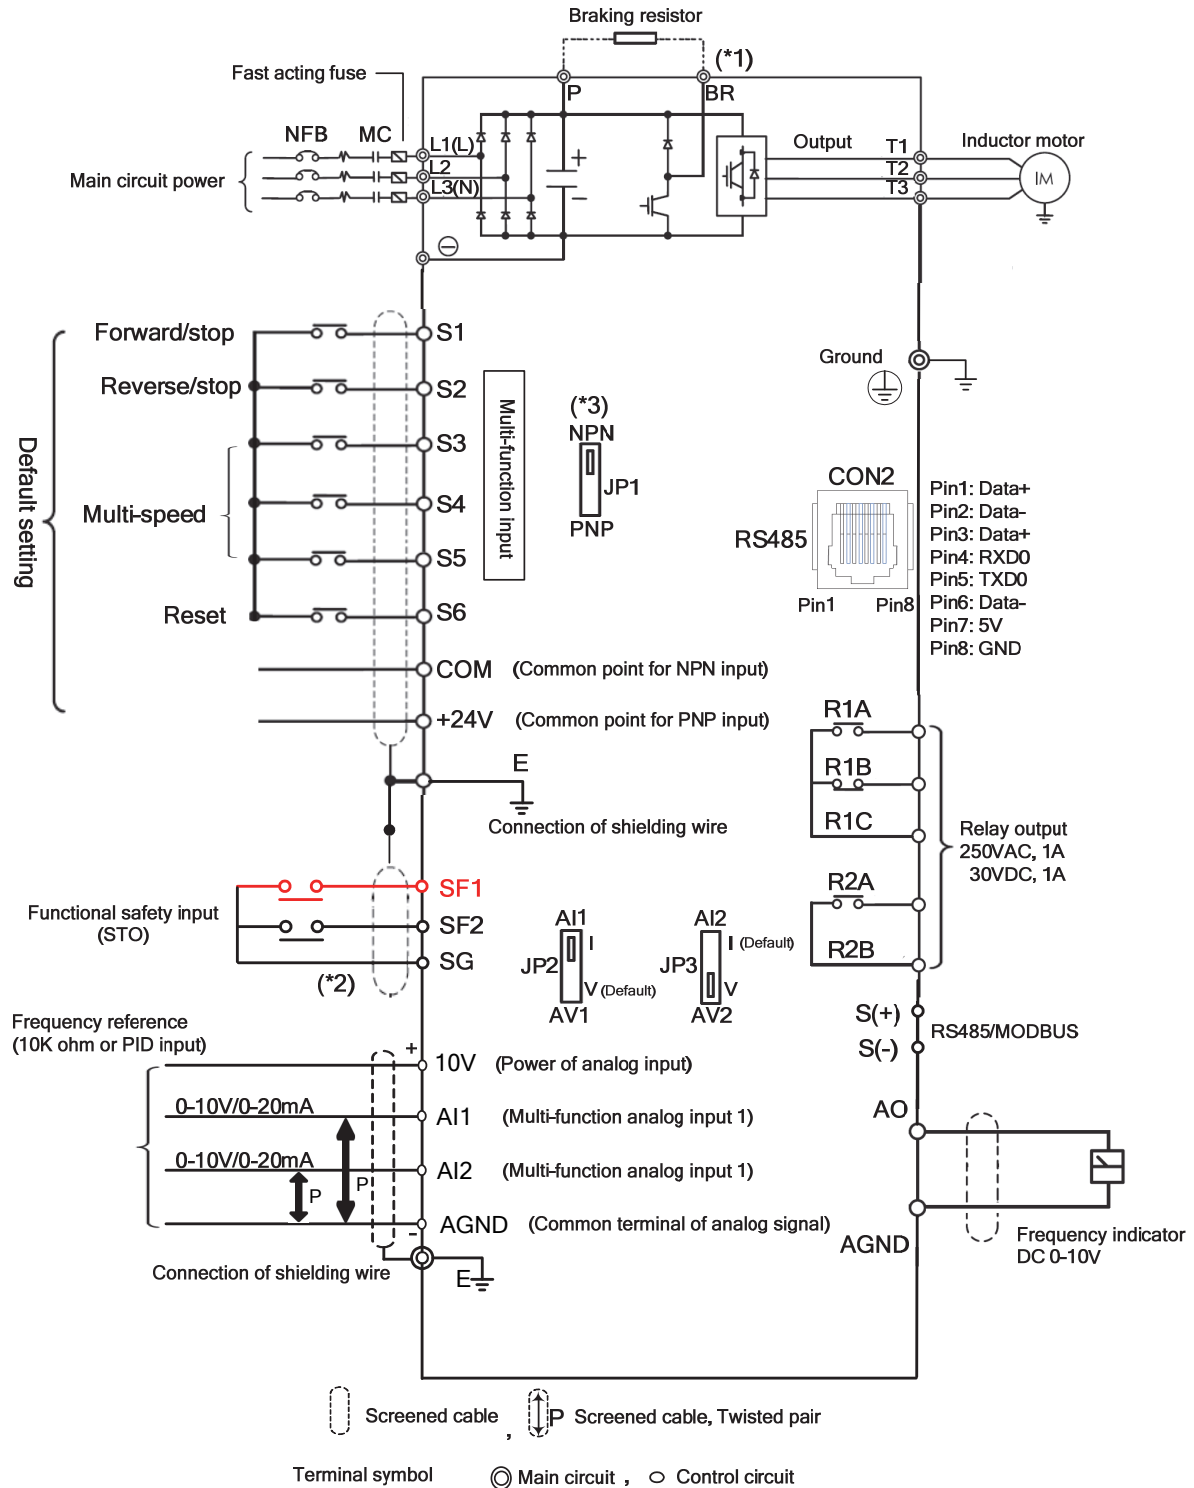 Braking resistor
(*1)
Fast acting fuse
P
BR
NFB
MC
L1(L)
L2
L3(N)
Main circuit power
+
−
Output
T1
T2
T3
Inductor motor
IM
−
Default setting
Forward/stop
Reverse/stop
Multi-speed
Reset
S1
S2
S3
S4
S5
S6
Multi-function input
(*3)
NPN
JP1
PNP
Ground
CON2
RS485
Pin1
Pin8
Pin1: Data+
Pin2: Data-
Pin3: Data+
Pin4: RXD0
Pin5: TXD0
Pin6: Data-
Pin7: 5V
Pin8: GND
COM (Common point for NPN input)
+24V (Common point for PNP input)
E
Connection of shielding wire
R1A
R1B
R1C
R2A
R2B
Relay output
250VAC, 1A
30VDC, 1A
Functional safety input
(STO)
SF1
SF2
SG
(*2)
AI1
I
JP2
V (Default)
AV1
AI2
I (Default)
JP3
V
AV2
S(+)
S(-)
RS485/MODBUS
Frequency reference
(10K ohm or PID input)
+
10V (Power of analog input)
0-10V/0-20mA
AI1 (Multi-function analog input 1)
0-10V/0-20mA
AI2 (Multi-function analog input 1)
P
P
AGND (Common terminal of analog signal)
-
Connection of shielding wire
E
AO
AGND
Frequency indicator
DC 0-10V
Screened cable ,
P Screened cable, Twisted pair
Terminal symbol
Main circuit , Control circuit